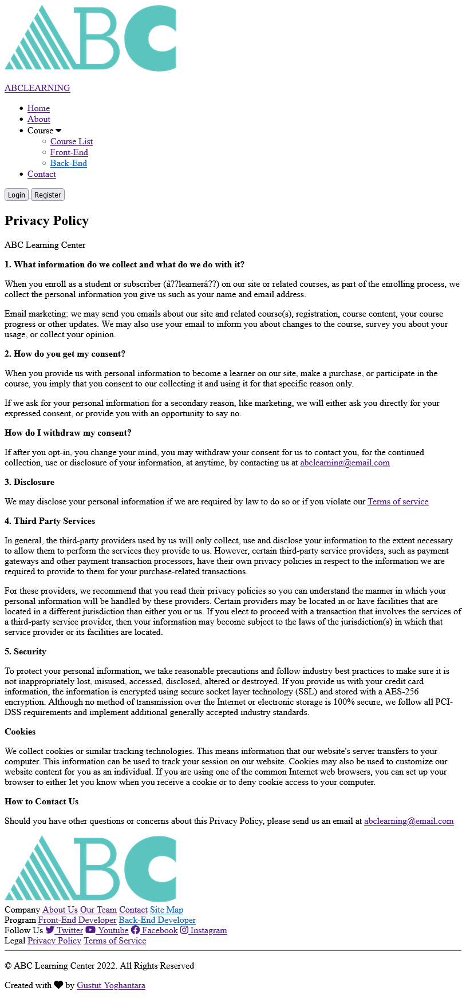 ABC
ABCLEARNING
Home
About
Course
Course List
Front-End
Back-End
Contact
Login Register
Privacy Policy
ABC Learning Center
1. What information do we collect and what do we do with it?
When you enroll as a student or subscriber (â??learnerâ??) on our site or related courses, as part of the enrolling process, we
collect the personal information you give us such as your name and email address.
Email marketing: we may send you emails about our site and related course(s), registration, course content, your course
progress or other updates. We may also use your email to inform you about changes to the course, survey you about your
usage, or collect your opinion.
2. How do you get my consent?
When you provide us with personal information to become a learner on our site, make a purchase, or participate in the
course, you imply that you consent to our collecting it and using it for that specific reason only.
If we ask for your personal information for a secondary reason, like marketing, we will either ask you directly for your
expressed consent, or provide you with an opportunity to say no.
How do I withdraw my consent?
If after you opt-in, you change your mind, you may withdraw your consent for us to contact you, for the continued
collection, use or disclosure of your information, at anytime, by contacting us at abclearning@email.com
3. Disclosure
We may disclose your personal information if we are required by law to do so or if you violate our Terms of service
4. Third Party Services
In general, the third-party providers used by us will only collect, use and disclose your information to the extent necessary
to allow them to perform the services they provide to us. However, certain third-party service providers, such as payment
gateways and other payment transaction processors, have their own privacy policies in respect to the information we are
required to provide to them for your purchase-related transactions.
For these providers, we recommend that you read their privacy policies so you can understand the manner in which your
personal information will be handled by these providers. Certain providers may be located in or have facilities that are
located in a different jurisdiction than either you or us. If you elect to proceed with a transaction that involves the services of
a third-party service provider, then your information may become subject to the laws of the jurisdiction(s) in which that
service provider or its facilities are located.
5. Security
To protect your personal information, we take reasonable precautions and follow industry best practices to make sure it is
not inappropriately lost, misused, accessed, disclosed, altered or destroyed. If you provide us with your credit card
information, the information is encrypted using secure socket layer technology (SSL) and stored with a AES-256
encryption. Although no method of transmission over the Internet or electronic storage is 100% secure, we follow all PCI-
DSS requirements and implement additional generally accepted industry standards.
Cookies
We collect cookies or similar tracking technologies. This means information that our website's server transfers to your
computer. This information can be used to track your session on our website. Cookies may also be used to customize our
website content for you as an individual. If you are using one of the common Internet web browsers, you can set up your
browser to either let you know when you receive a cookie or to deny cookie access to your computer.
How to Contact Us
Should you have other questions or concerns about this Privacy Policy, please send us an email at abclearning@email.com
ABC
Company About Us Our Team Contact Site Map
Program Front-End Developer Back-End Developer
Follow Us Twitter Youtube Facebook Instagram
Legal Privacy Policy Terms of Service
© ABC Learning Center 2022. All Rights Reserved
Created with ♥ by Gustut Yoghantara